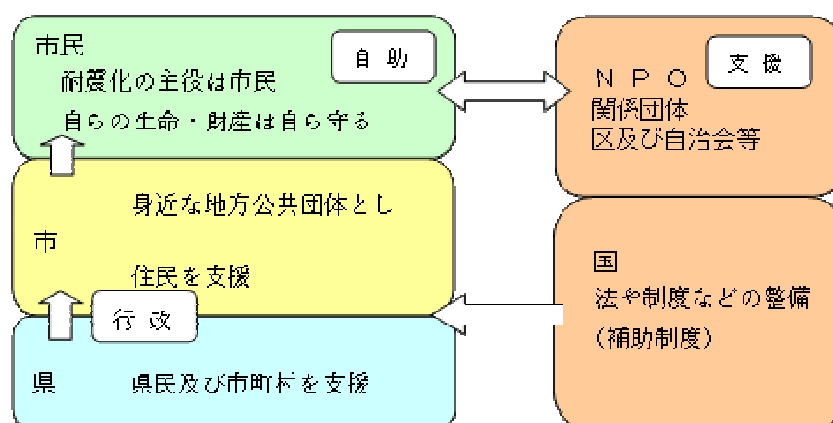 市民
自 助
耐震化の主役は市民
自らの生命・財産は自ら守る
市
身近な地方公共団体とし
住民を支援
行 政
県
県民及び市町村を支援
N P O
支 援
関係団体
区及び自治会等
国
法や制度などの整備
(補助制度)